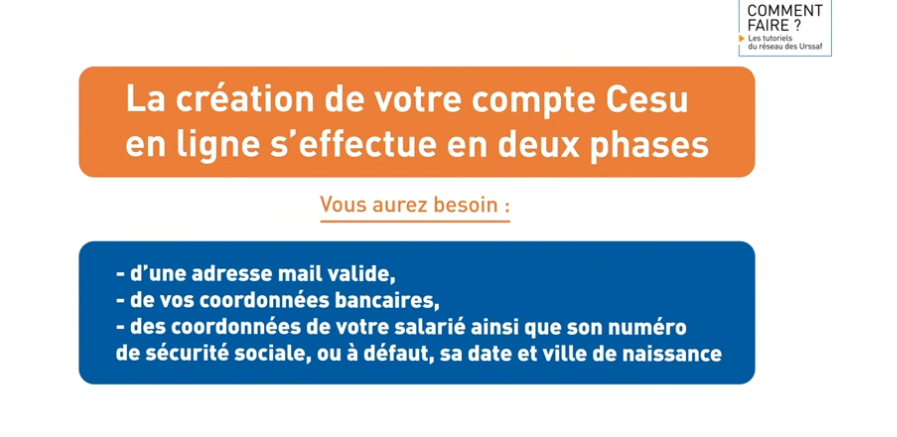 COMMENT
FAIRE ?
Les tutoriels
du réseau des Urssaf
La création de votre compte Cesu
en ligne s’effectue en deux phases
Vous aurez besoin :
- d’une adresse mail valide,
- de vos coordonnées bancaires,
- des coordonnées de votre salarié ainsi que son numéro
de sécurité sociale, ou à défaut, sa date et ville de naissance